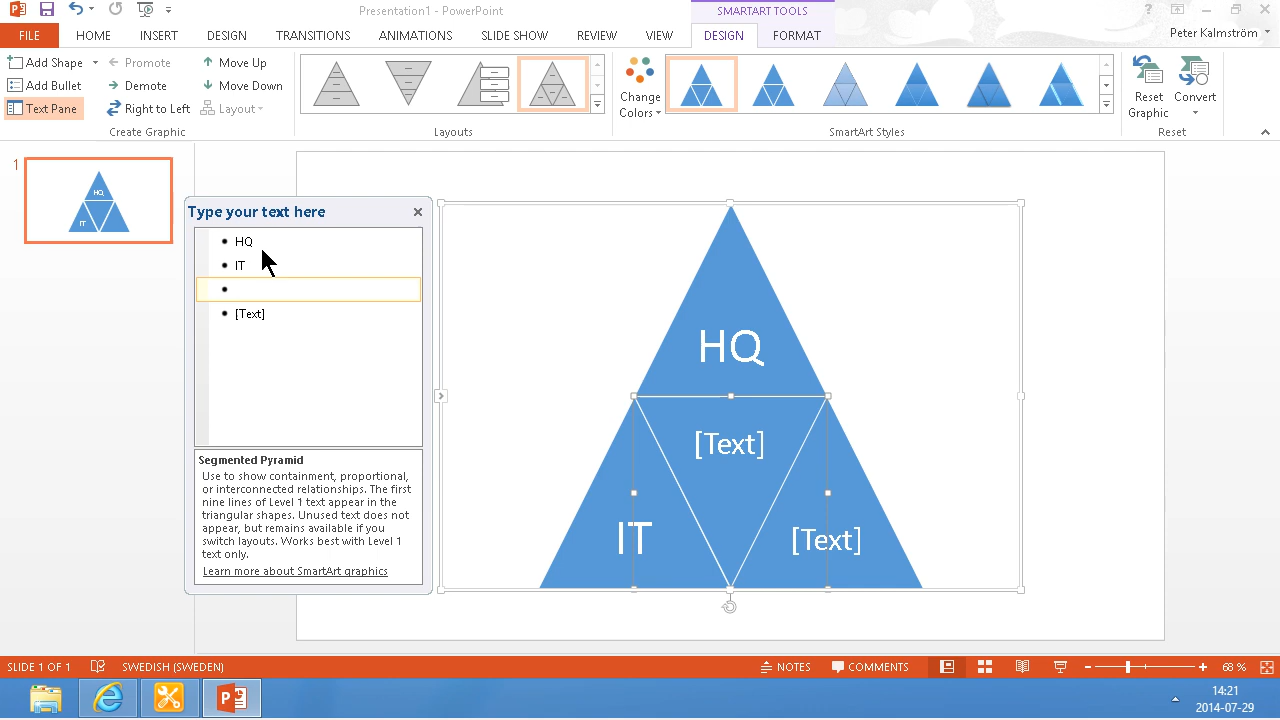 Presentation1 - PowerPoint
SMARTART TOOLS
FILE HOME INSERT DESIGN TRANSITIONS ANIMATIONS SLIDE SHOW REVIEW VIEW DESIGN FORMAT Peter Kalmström
Add Shape Promote Move Up
Add Bullet Demote Move Down
Text Pane Right to Left Layout
Create Graphic
Layouts
Change Colors
SmartArt Styles
Reset Graphic
Convert
Reset
1
HQ
IT
Type your text here
HQ
IT
[Text]
Segmented Pyramid
Use to show containment, proportional,
or interconnected relationships. The first
nine lines of Level 1 text appear in the
triangular shapes. Unused text does not
appear, but remains available if you
switch layouts. Works best with Level 1
text only.
Learn more about SmartArt graphics
HQ
[Text]
IT
[Text]
SLIDE 1 OF 1 SWEDISH (SWEDEN) NOTES COMMENTS 68 %
14:21
2014-07-29